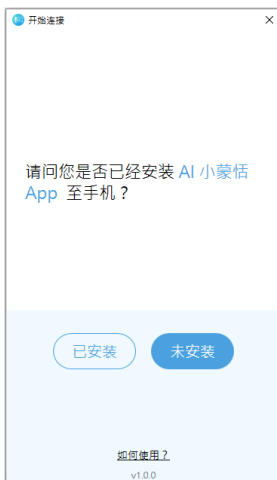 开始连接
请问您是否已经安装 AI 小蒙恬
App 至手机？
已安装
未安装
如何使用？
v1.0.0